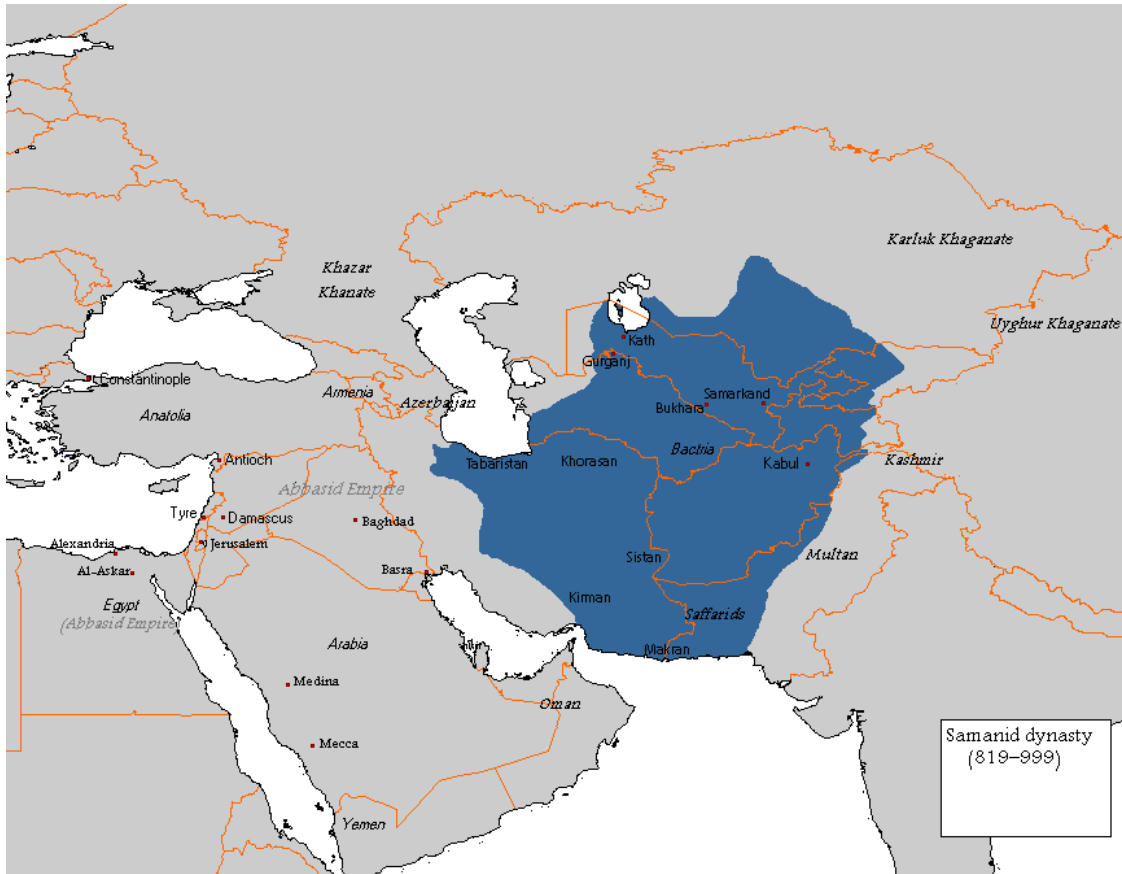 Karluk Khaganate
Khazar
Khanate
Uyghur Khaganate
Kath
Gurganj
Constantinople
Armenia
Samarkand
Azerbaijan
Bukhara
Anatolia
Bactria
Antioch
Tabaristan
Khorasan
Kabul
Kashmir
Abbasid Empire
Tyre
Damascus
Baghdad
Alexandria
Jerusalem
Multan
Sistan
Al-Askar
Basra
Kirman
Egypt
(Abbasid Empire)
Saffarids
Arabia
Makran
Medina
Oman
Mecca
Samanid dynasty
(819-999)
Yemen